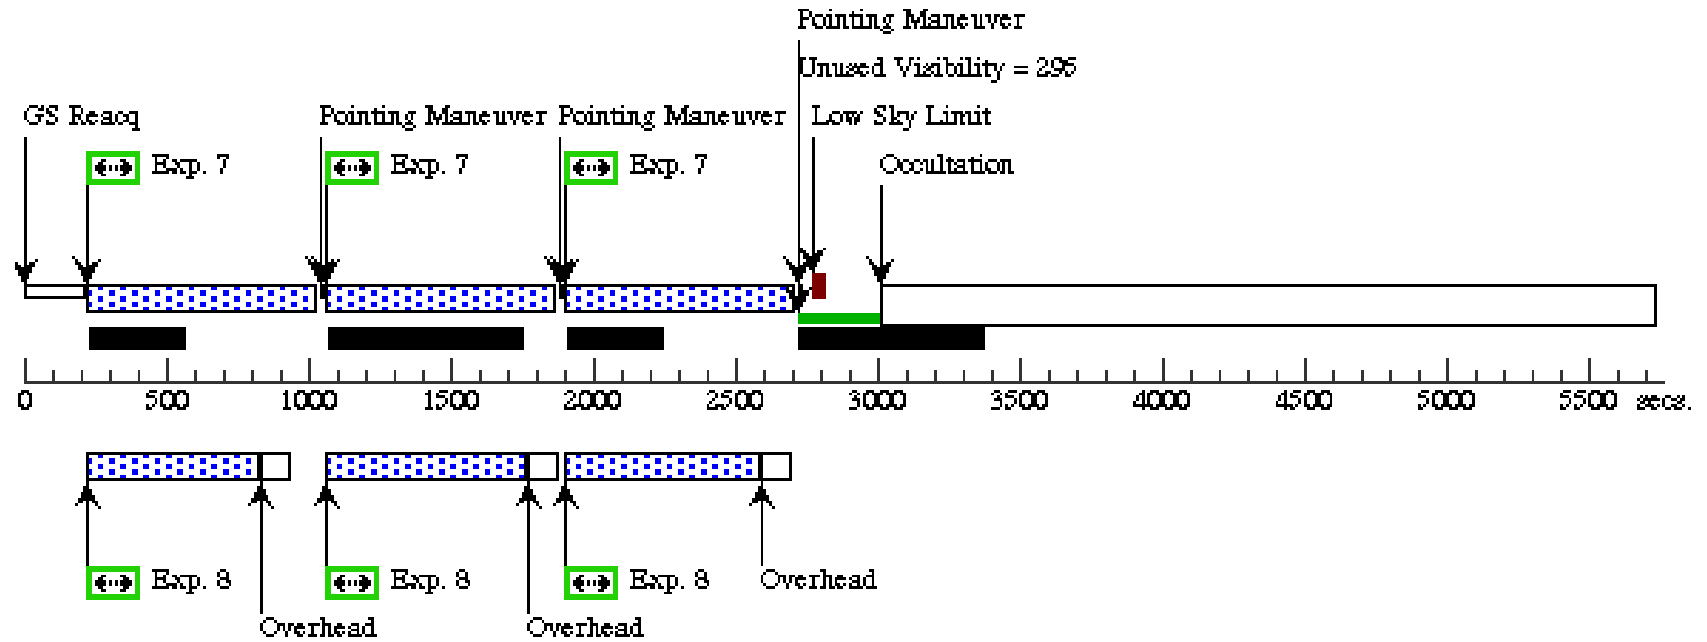 Pointing Maneuver
Unused Visibility = 295
GS Reacq Pointing Maneuver Pointing Maneuver Low Sky Limit
Exp. 7 Exp. 7 Exp. 7 Occultation
0 500 1000 1500 2000 2500 3000 3500 4000 4500 5000 5500 secs.
Exp. 8 Exp. 8 Exp. 8 Overhead
Overhead Overhead